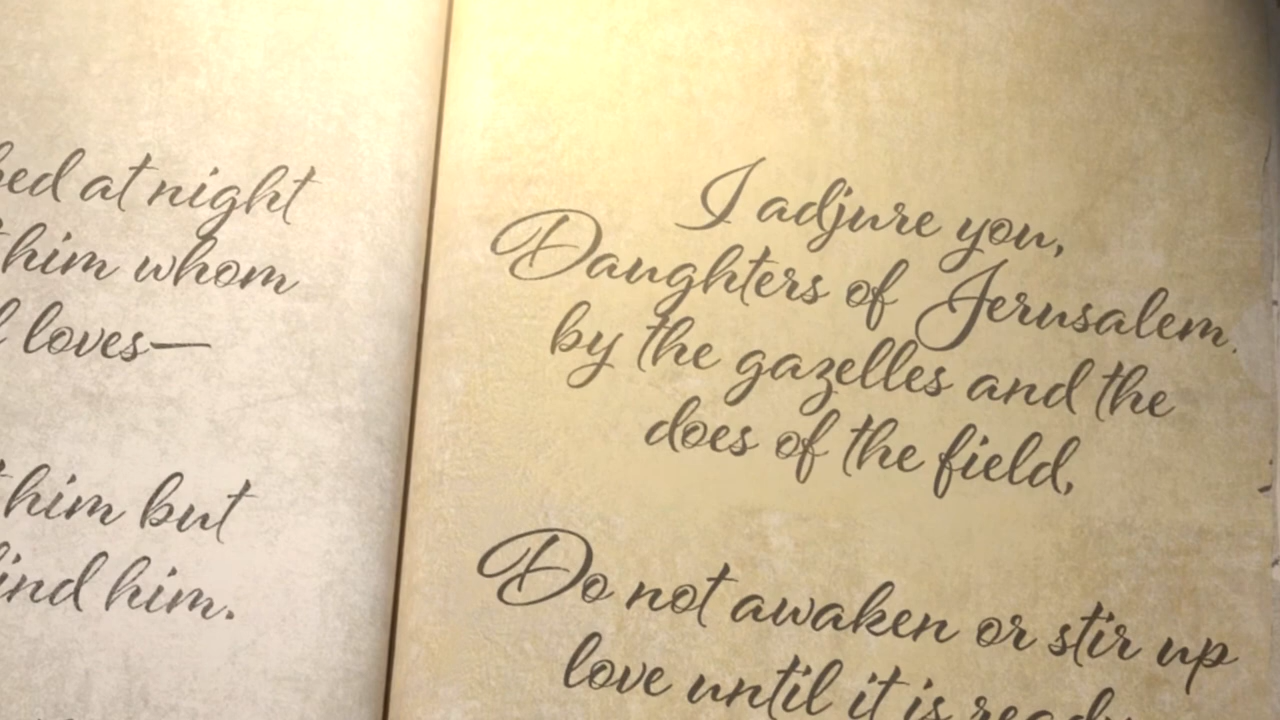 bed at night
him whom
loves—
him but
find him.
I adjure you,
Daughters of Jerusalem,
by the gazelles and the
does of the field,
Do not awaken or stir up
love until it is ready